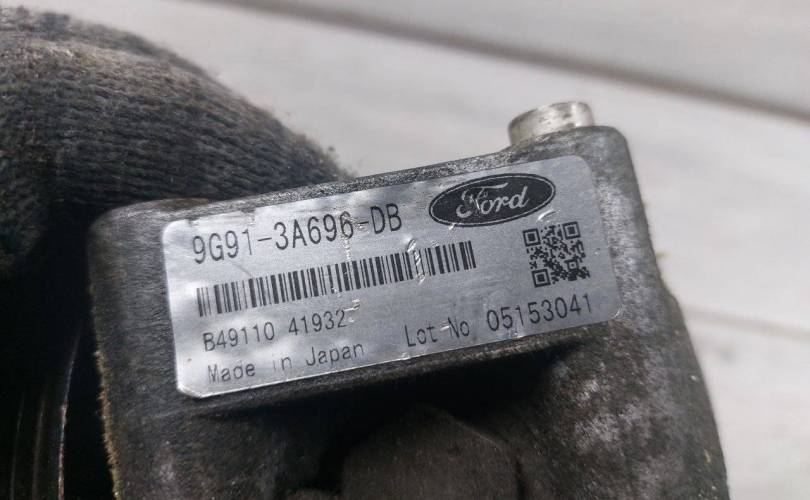 Ford
9G91-3A696-DB
B49110 41932
Lot No 05153041
Made in Japan